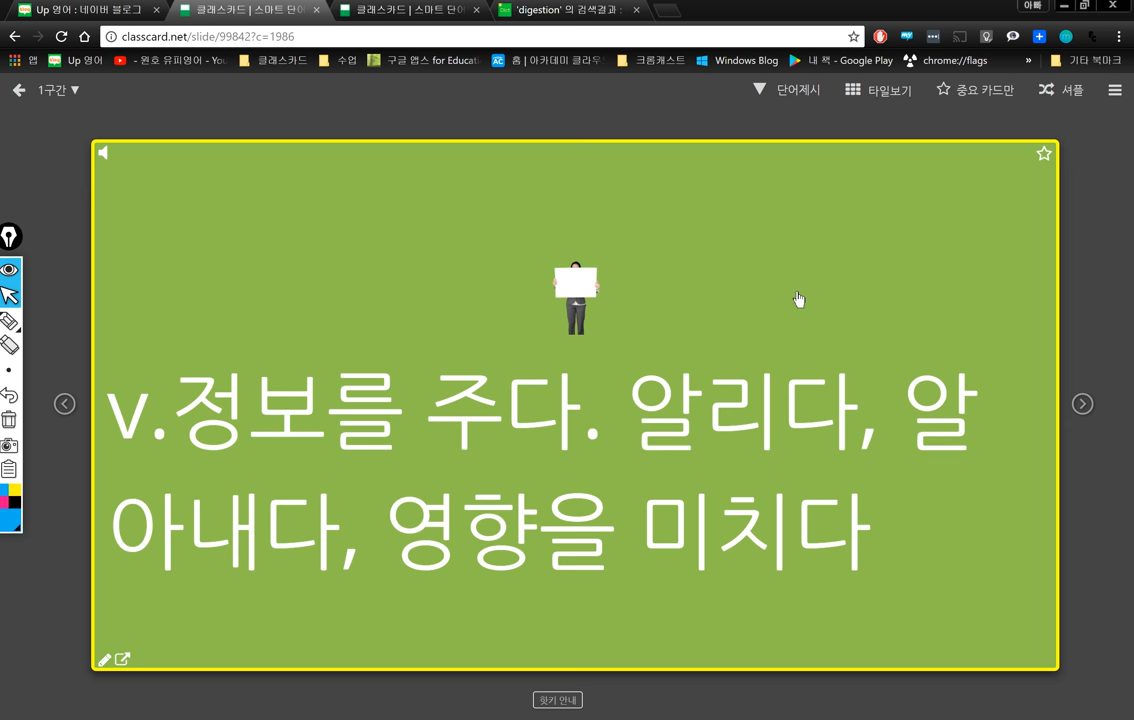 Up 영어 : 네이버 블로그
클래스카드 | 스마트 단어
클래스카드 | 스마트 단어
'digestion' 의 검색결과 :
아빠
classcard.net/slide/99842?c=1986
앱
Up 영어
- 원호 유피영어 - You
클래스카드
수업
구글 앱스 for Educati
홈 | 아카데미 클라우드
크롬캐스트
Windows Blog
내 책 - Google Play
chrome://flags
»
기타 북마크
1구간 ▼
단어제시
타일보기
중요 카드만
셔플
v.정보를 주다. 알리다, 알
아내다, 영향을 미치다
핫키 안내